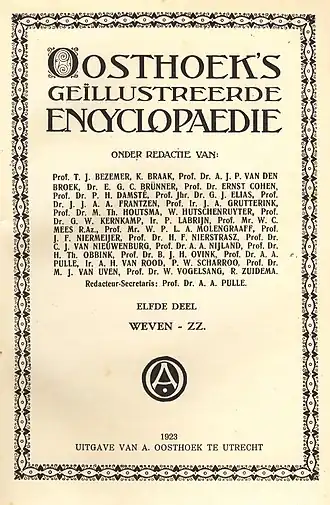 OOSTHOEK'S
GEÏLLUSTREERDE
ENCYCLOPAEDIE
ONDER REDACTIE VAN:
Prof. T. J. BEZEMER, K. BRAAK, Prof. Dr. A. J. P. VAN DEN
BROEK, Dr. E. G. C. BRÜNNER, Prof. Dr. ERNST COHEN,
Prof. Dr. P. H. DAMSTÉ, Prof. Jhr. Dr. G. J. ELIAS, Prof.
Dr. J. J. A. A. FRANTZEN, Prof. Ir. J. A. GRUTTERINK,
Prof. Dr. M. Th. HOUTSMA, W. HUTSCHENRUYTER, Prof.
Dr. G. W. KERNKAMP, Ir. P. LABRIJN, Prof. Mr. W. C.
MEES R.Az., Prof. Mr. W. P. L. A. MOLENGRAAFF, Prof.
J. F. NIERMEIJER, Prof. Dr. H. F. NIERSTRASZ, Prof. Dr.
C. J. VAN NIEUWENBURG, Prof. Dr. A. A. NIJLAND, Prof. Dr.
H. Th. OBBINK, Prof. Dr. B. J. H. OVINK, Prof. Dr. A. A.
PULLE, Ir. A. H. VAN ROOD, P. W. SCHARROO, Prof. Dr.
M. J. VAN UVEN, Prof. Dr. W. VOGELSANG, R. ZUIDEMA.
Redacteur-Secretaris: Prof. Dr. A. A. PULLE.
ELFDE DEEL
WEVEN - ZZ.
AO
1923
UITGAVE VAN A. OOSTHOEK TE UTRECHT